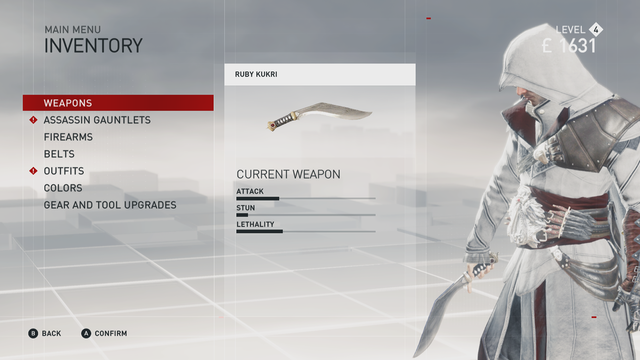 MAIN MENU
INVENTORY
LEVEL 4
£ 1631
RUBY KUKRI
WEAPONS
ASSASSIN GAUNTLETS
FIREARMS
BELTS
OUTFITS
COLORS
GEAR AND TOOL UPGRADES
CURRENT WEAPON
ATTACK
STUN
LETHALITY
B BACK
A CONFIRM